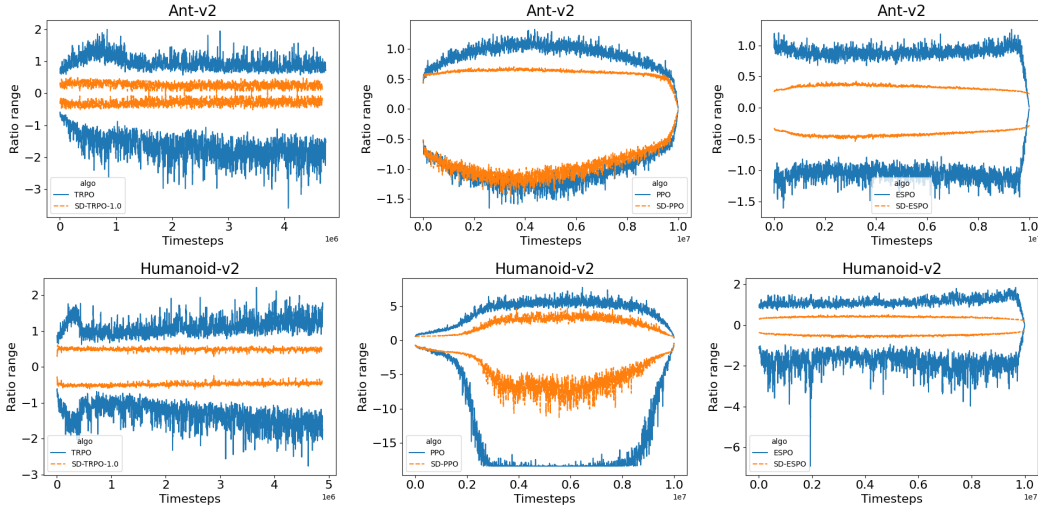 Ant-v2
Ratio range
2
1
0
−1
−2
−3
algo
TRPO
SD-TRPO-1.0
0
1
2
3
4
1e6
Timesteps
Ant-v2
Ratio range
1.0
0.5
0.0
−0.5
−1.0
−1.5
algo
PPO
SD-PPO
0.0
0.2
0.4
0.6
0.8
1.0
1e7
Timesteps
Ant-v2
Ratio range
1.0
0.5
0.0
−0.5
−1.0
−1.5
algo
ESPO
SD-ESPO
0.0
0.2
0.4
0.6
0.8
1.0
1e7
Timesteps
Humanoid-v2
Ratio range
2
1
0
−1
−2
−3
algo
TRPO
SD-TRPO-1.0
0
1
2
3
4
5
1e6
Timesteps
Humanoid-v2
Ratio range
5
0
−5
−10
−15
algo
PPO
SD-PPO
0.0
0.2
0.4
0.6
0.8
1.0
1e7
Timesteps
Humanoid-v2
Ratio range
2
0
−2
−4
−6
algo
ESPO
SD-ESPO
0.0
0.2
0.4
0.6
0.8
1.0
1e7
Timesteps